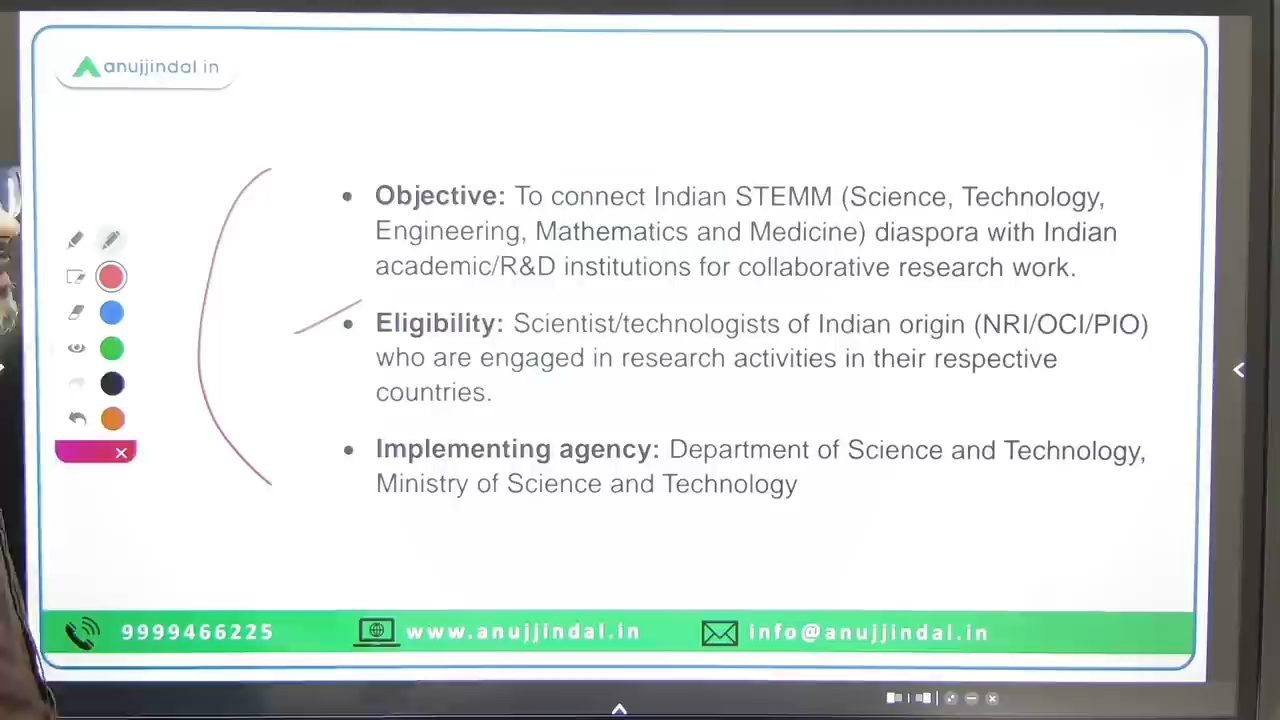 anujjindal in
• Objective: To connect Indian STEMM (Science, Technology,
Engineering, Mathematics and Medicine) diaspora with Indian
academic/R&D institutions for collaborative research work.
• Eligibility: Scientist/technologists of Indian origin (NRI/OCI/PIO)
who are engaged in research activities in their respective
countries.
• Implementing agency: Department of Science and Technology,
Ministry of Science and Technology
9999466225
www.anujjindal.in
info@anujjindal.in